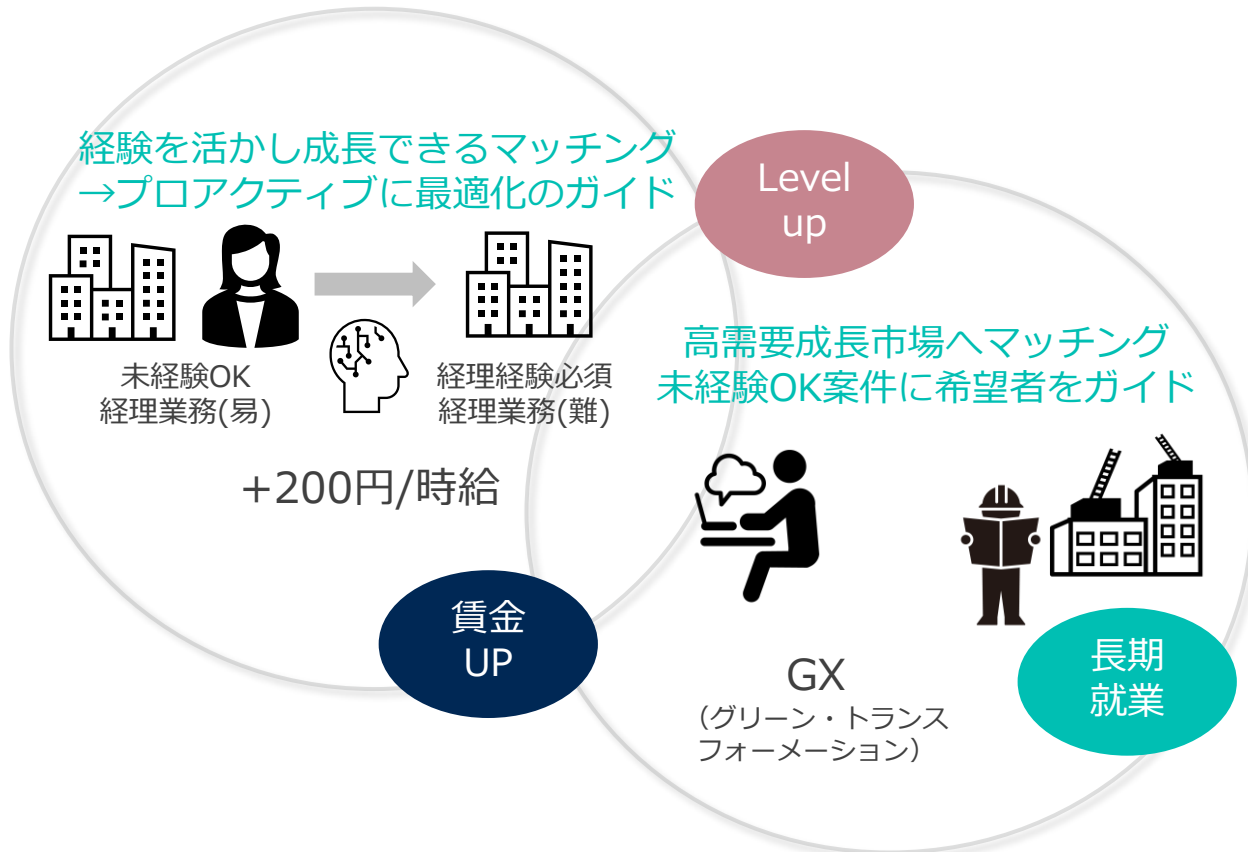 経験を活かし成長できるマッチング
→プロアクティブに最適化のガイド
未経験OK
経理業務(易)
経理経験必須
経理業務(難)
+200円/時給
賃金
UP
Level
up
高需要成長市場へマッチング
未経験OK案件に希望者をガイド
GX
（グリーン・トランス
フォーメーション）
長期
就業